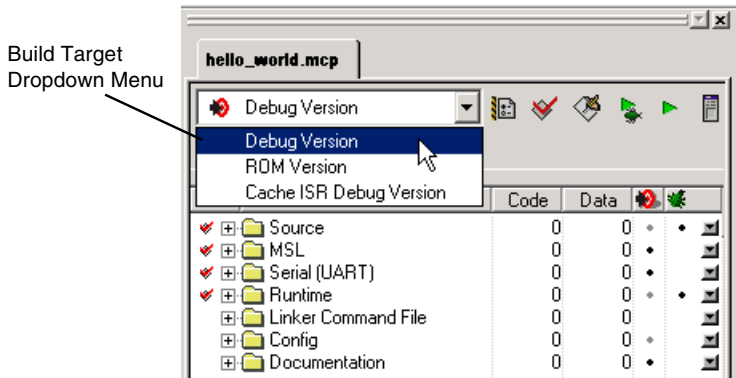 Build Target
Dropdown Menu
hello_world.mcp
Debug Version
Debug Version
ROM Version
Cache ISR Debug Version
Code Data
Source 0 0
MSL 0 0
Serial (UART) 0 0
Runtime 0 0
Linker Command File 0 0
Config 0 0
Documentation 0 0